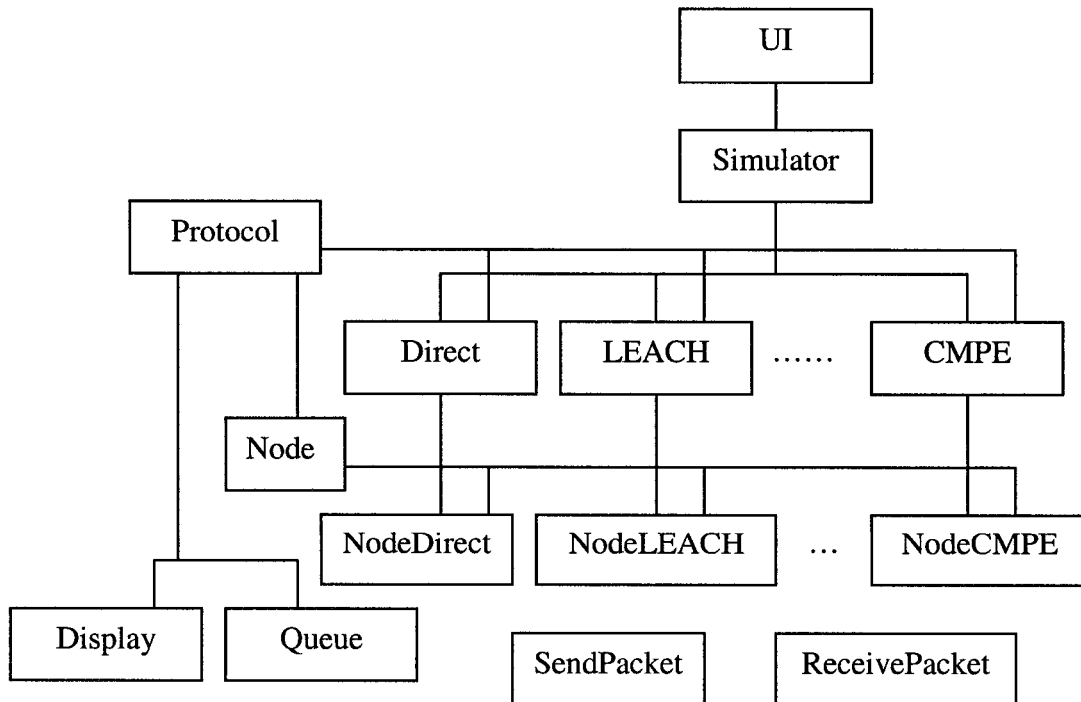 UI
Simulator
Protocol
Direct
LEACH
……
CMPE
Node
NodeDirect
NodeLEACH
…
NodeCMPE
Display
Queue
SendPacket
ReceivePacket